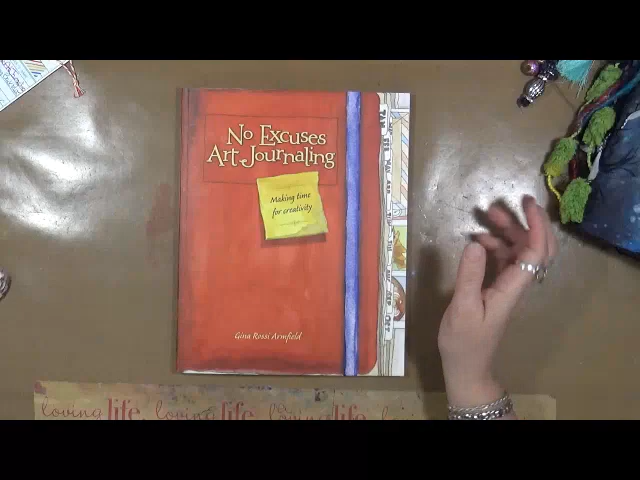 No Excuses
Art Journaling
Making time
for creativity
Gina Rossi Armfield
loving life loving life loving life